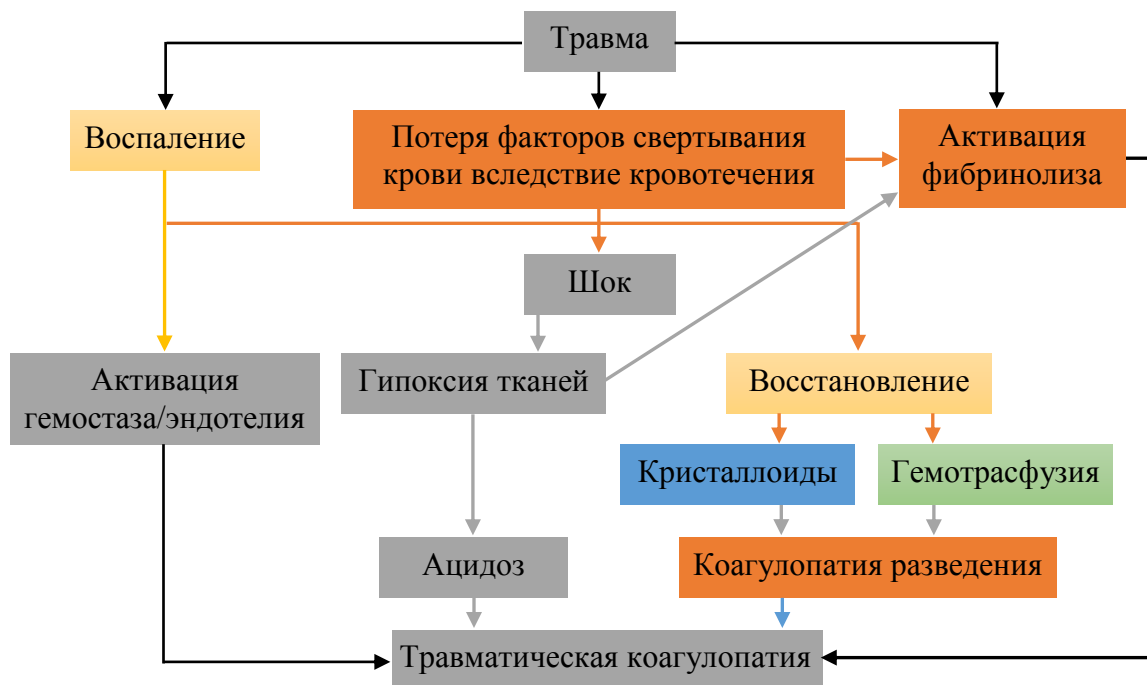 Травма
Воспаление
Потеря факторов свертывания
крови вследствие кровотечения
Активация
фибринолиза
Шок
Активация
гемостаза/эндотелия
Гипоксия тканей
Восстановление
Кристаллоиды
Гемотрасфузия
Ацидоз
Коагулопатия разведения
Травматическая коагулопатия